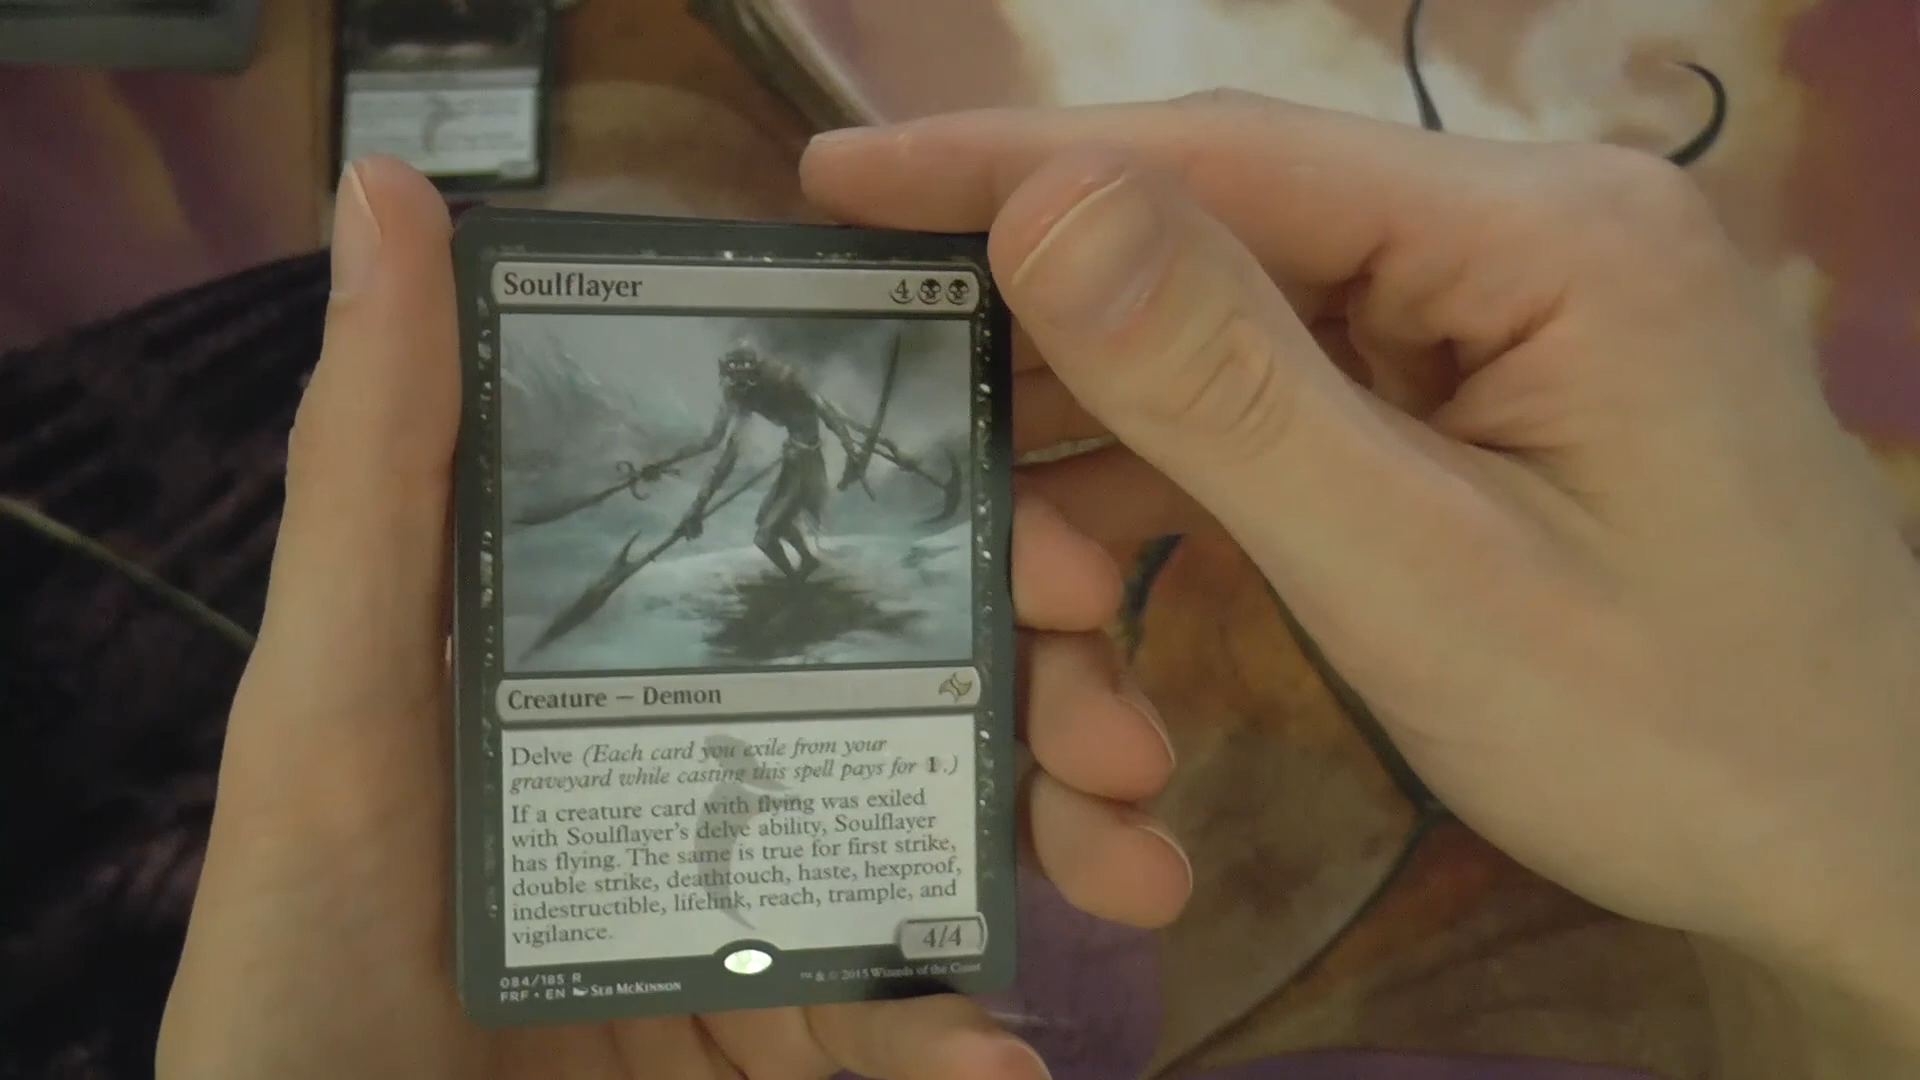 Soulflayer 4
Creature — Demon
Delve (Each card you exile from your
graveyard while casting this spell pays for 1.)
If a creature card with flying was exiled
with Soulflayer's delve ability, Soulflayer
has flying. The same is true for first strike,
double strike, deathtouch, haste, hexproof,
indestructible, lifelink, reach, trample, and
vigilance.
4/4
084/185 R
FRF • EN Seb McKinnon
™ & © 2015 Wizards of the Coast